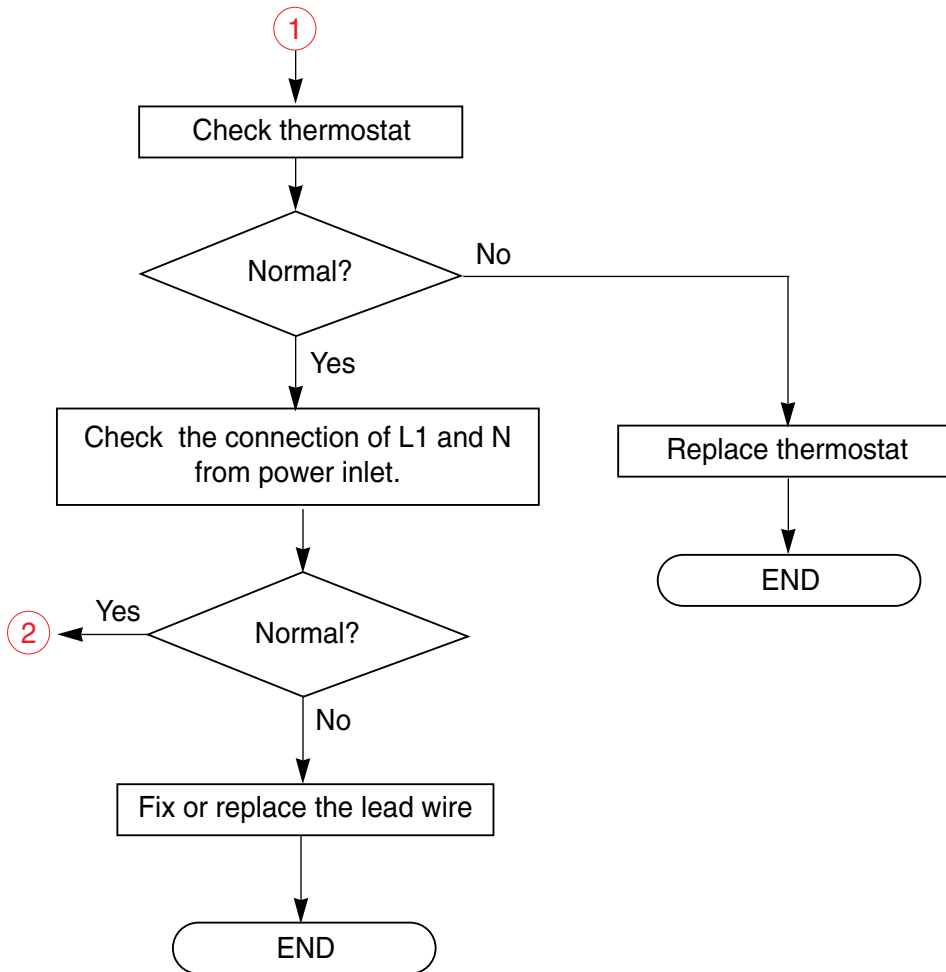 1
Check thermostat
Normal?
No
Yes
Check the connection of L1 and N
from power inlet.
Replace thermostat
END
Yes
2
Normal?
No
Fix or replace the lead wire
END